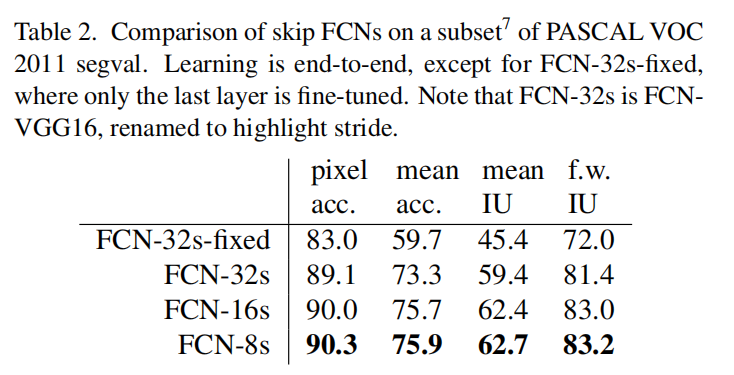 Table 2. Comparison of skip FCNs on a subset⁷ of PASCAL VOC
2011 segval. Learning is end-to-end, except for FCN-32s-fixed,
where only the last layer is fine-tuned. Note that FCN-32s is FCN-
VGG16, renamed to highlight stride.
pixel mean mean f.w.
acc. acc. IU IU
FCN-32s-fixed 83.0 59.7 45.4 72.0
FCN-32s 89.1 73.3 59.4 81.4
FCN-16s 90.0 75.7 62.4 83.0
FCN-8s 90.3 75.9 62.7 83.2